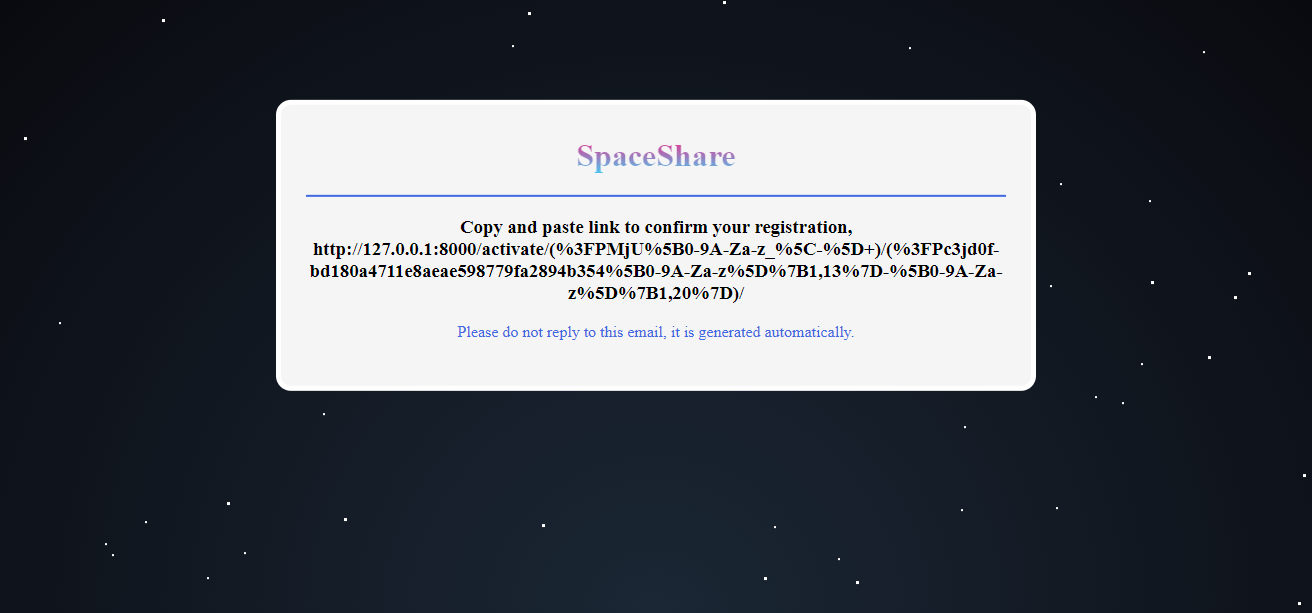 SpaceShare
Copy and paste link to confirm your registration,
http://127.0.0.1:8000/activate/(%3FPMjU%5B0-9A-Za-z_%5C-%5D+)/(%3FPc3jd0f-
bd180a4711e8aeae598779fa2894b354%5B0-9A-Za-z%5D%7B1,13%7D-%5B0-9A-Za-
z%5D%7B1,20%7D)/
Please do not reply to this email, it is generated automatically.